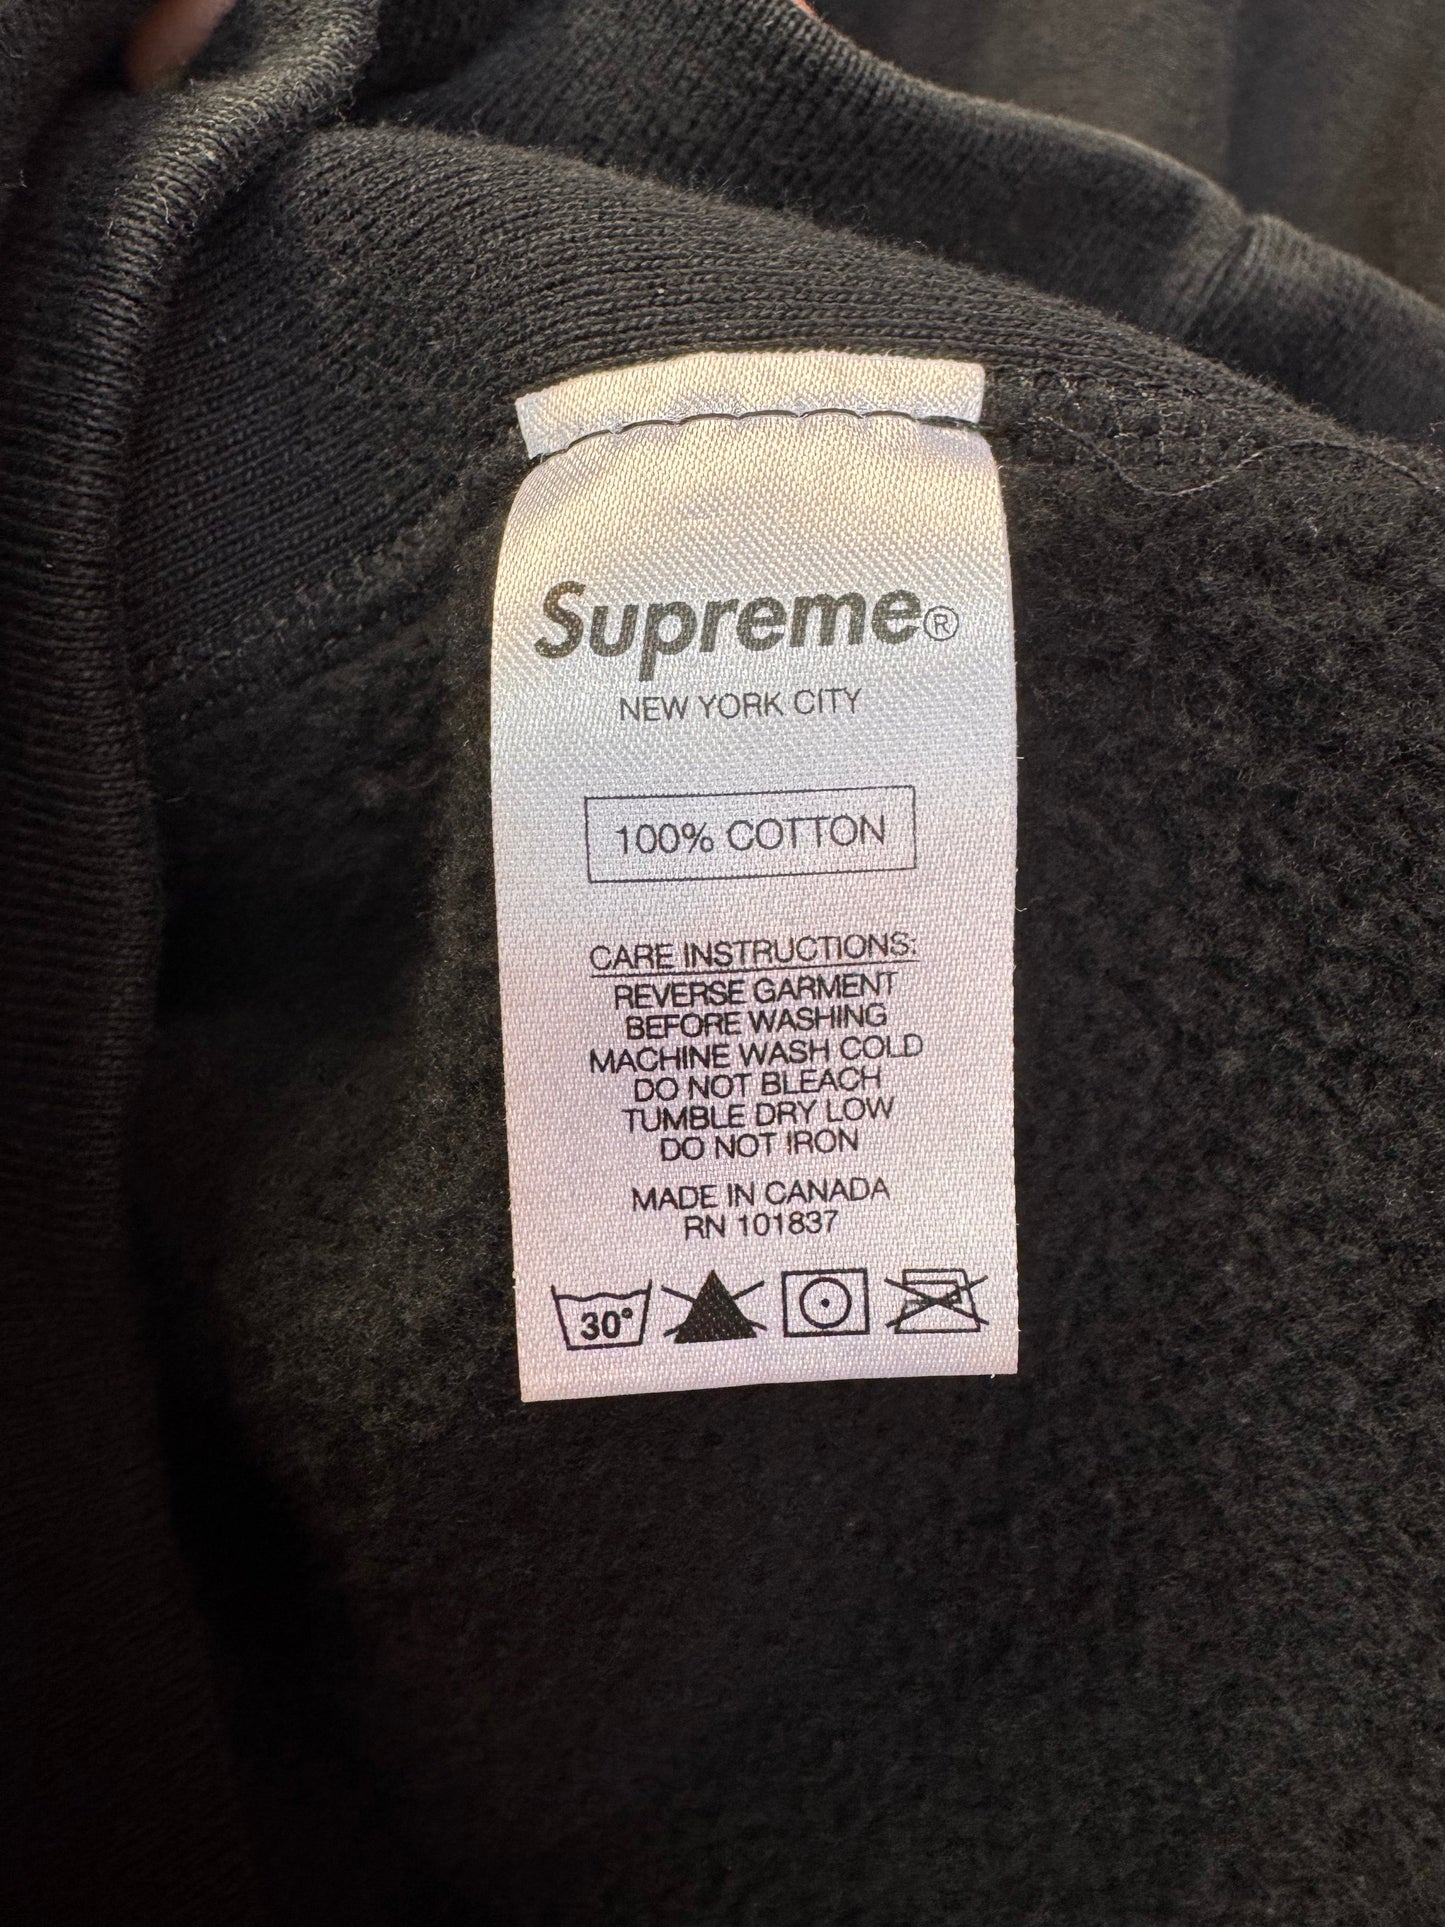 Supreme®
NEW YORK CITY
100% COTTON
CARE INSTRUCTIONS:
REVERSE GARMENT
BEFORE WASHING
MACHINE WASH COLD
DO NOT BLEACH
TUMBLE DRY LOW
DO NOT IRON
MADE IN CANADA
RN 101837
30°